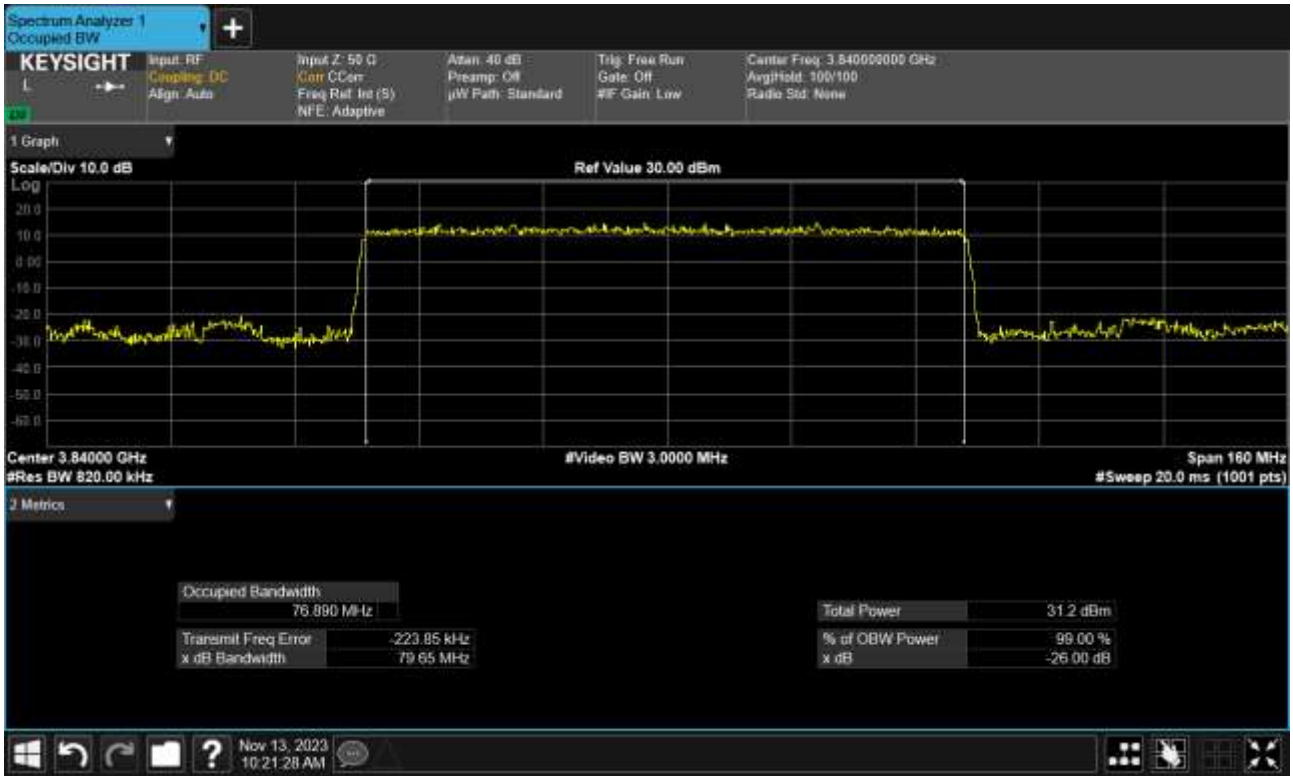 Spectrum Analyzer 1
Occupied BW
+
KEYSIGHT
L
Input: RF
Coupling: DC
Align: Auto
Input Z: 50 Ω
Corr CCorr
Freq Ref: Int (S)
NFE: Adaptive
Atten: 40 dB
Preamp: Off
µW Path: Standard
Trig: Free Run
Gate: Off
#IF Gain: Low
Center Freq: 3.840000000 GHz
Avg|Hold: 100/100
Radio Std: None
1 Graph
Scale/Div 10.0 dB
Ref Value 30.00 dBm
Log
20.0
10.0
0.00
-10.0
-20.0
-30.0
-40.0
-50.0
-60.0
Center 3.84000 GHz
#Video BW 3.0000 MHz
Span 160 MHz
#Res BW 820.00 kHz
#Sweep 20.0 ms (1001 pts)
2 Metrics
Occupied Bandwidth
76.890 MHz
Total Power 31.2 dBm
Transmit Freq Error -223.85 kHz
% of OBW Power 99.00 %
x dB Bandwidth 79.65 MHz
x dB -26.00 dB
?
Nov 13, 2023
10:21:28 AM